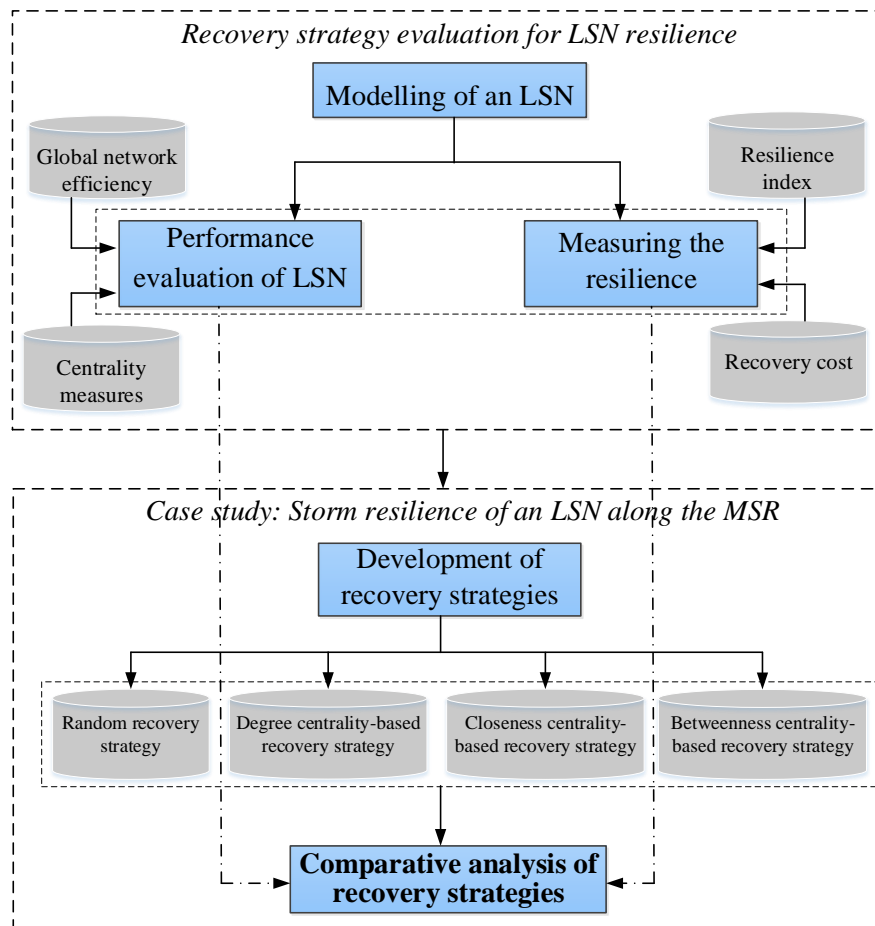 Recovery strategy evaluation for LSN resilience
Modelling of an LSN
Global network
efficiency
Resilience
index
Performance
evaluation of LSN
Measuring the
resilience
Centrality
measures
Recovery cost
Case study: Storm resilience of an LSN along the MSR
Development of
recovery strategies
Random recovery
strategy
Degree centrality-based
recovery strategy
Closeness centrality-
based recovery strategy
Betweenness centrality-
based recovery strategy
Comparative analysis of
recovery strategies